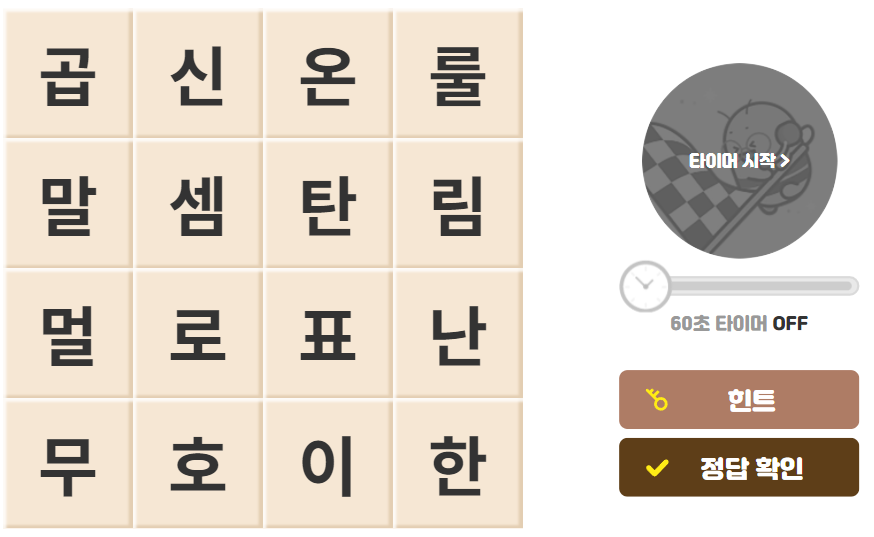 곱 신 온 룰
말 셈 탄 림
멀 로 표 난
무 호 이 한
타이머 시작 >
60초 타이머 OFF
힌트
정답 확인